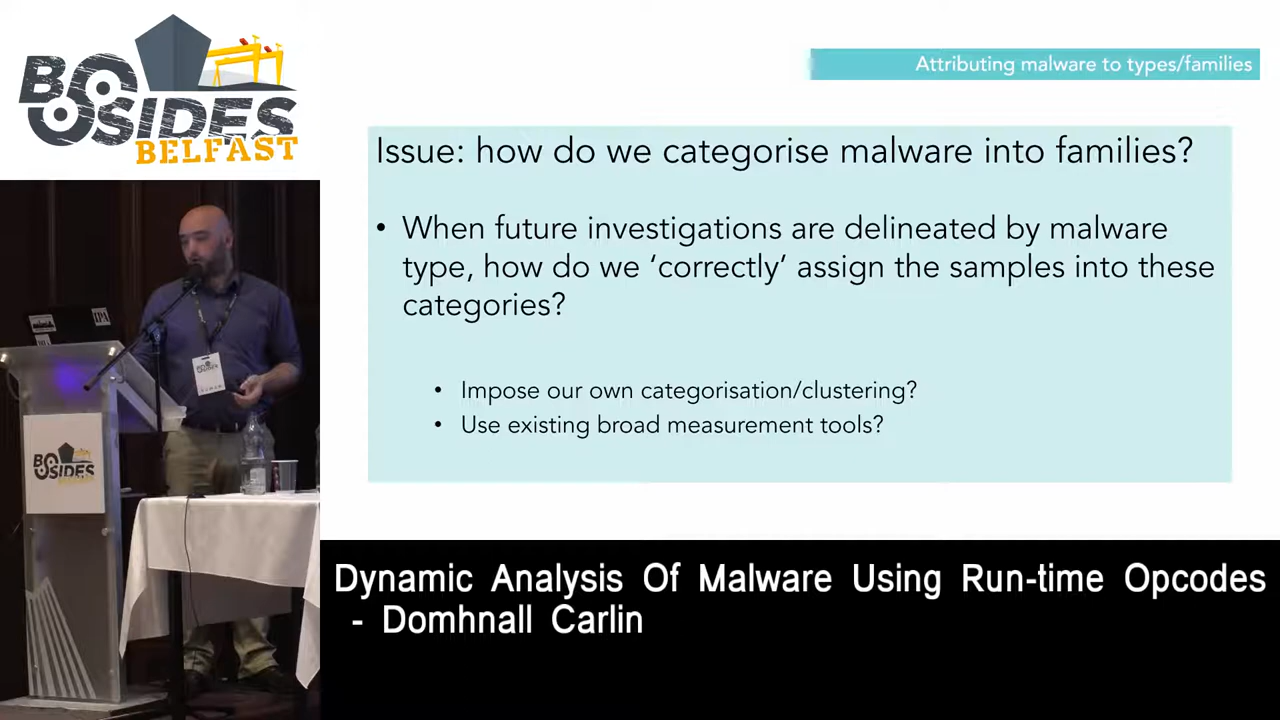 BSIDES
BELFAST
Attributing malware to types/families
Issue: how do we categorise malware into families?
• When future investigations are delineated by malware
type, how do we ‘correctly’ assign the samples into these
categories?
• Impose our own categorisation/clustering?
• Use existing broad measurement tools?
IPA
BSIDES
BELFAST
Dynamic Analysis Of Malware Using Run-time Opcodes
- Domhnall Carlin